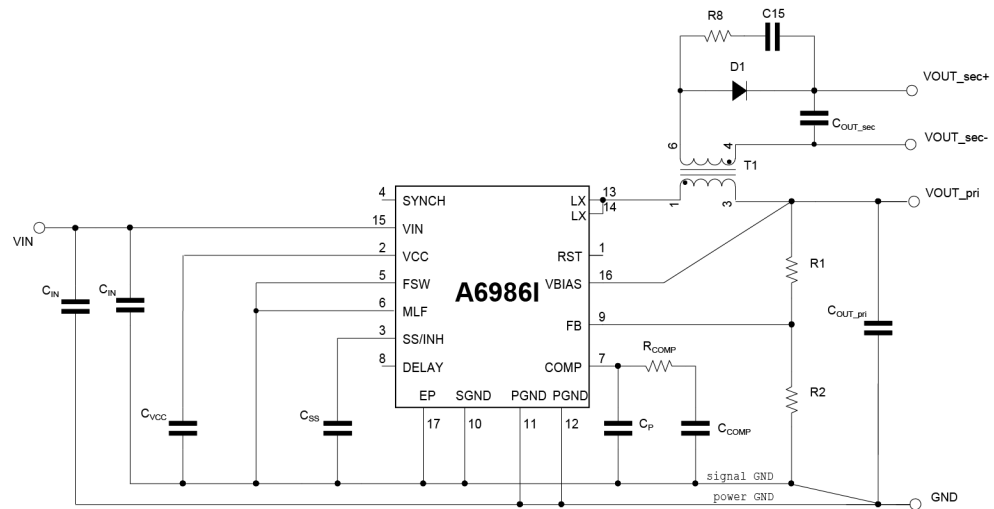 R8
C15
D1
VOUT_sec+
COUT_sec
VOUT_sec-
6
4
T1
1
3
VOUT_pri
A6986I
4
SYNCH
15
VIN
VIN
2
VCC
5
FSW
6
MLF
3
SS/INH
8
DELAY
LX
13
LX
14
RST
1
VBIAS
16
FB
9
COMP
7
EP
SGND
PGND
PGND
17
10
11
12
CIN
CIN
CVCC
CSS
CP
RCOMP
CCOMP
R1
R2
COUT_pri
signal GND
power GND
GND